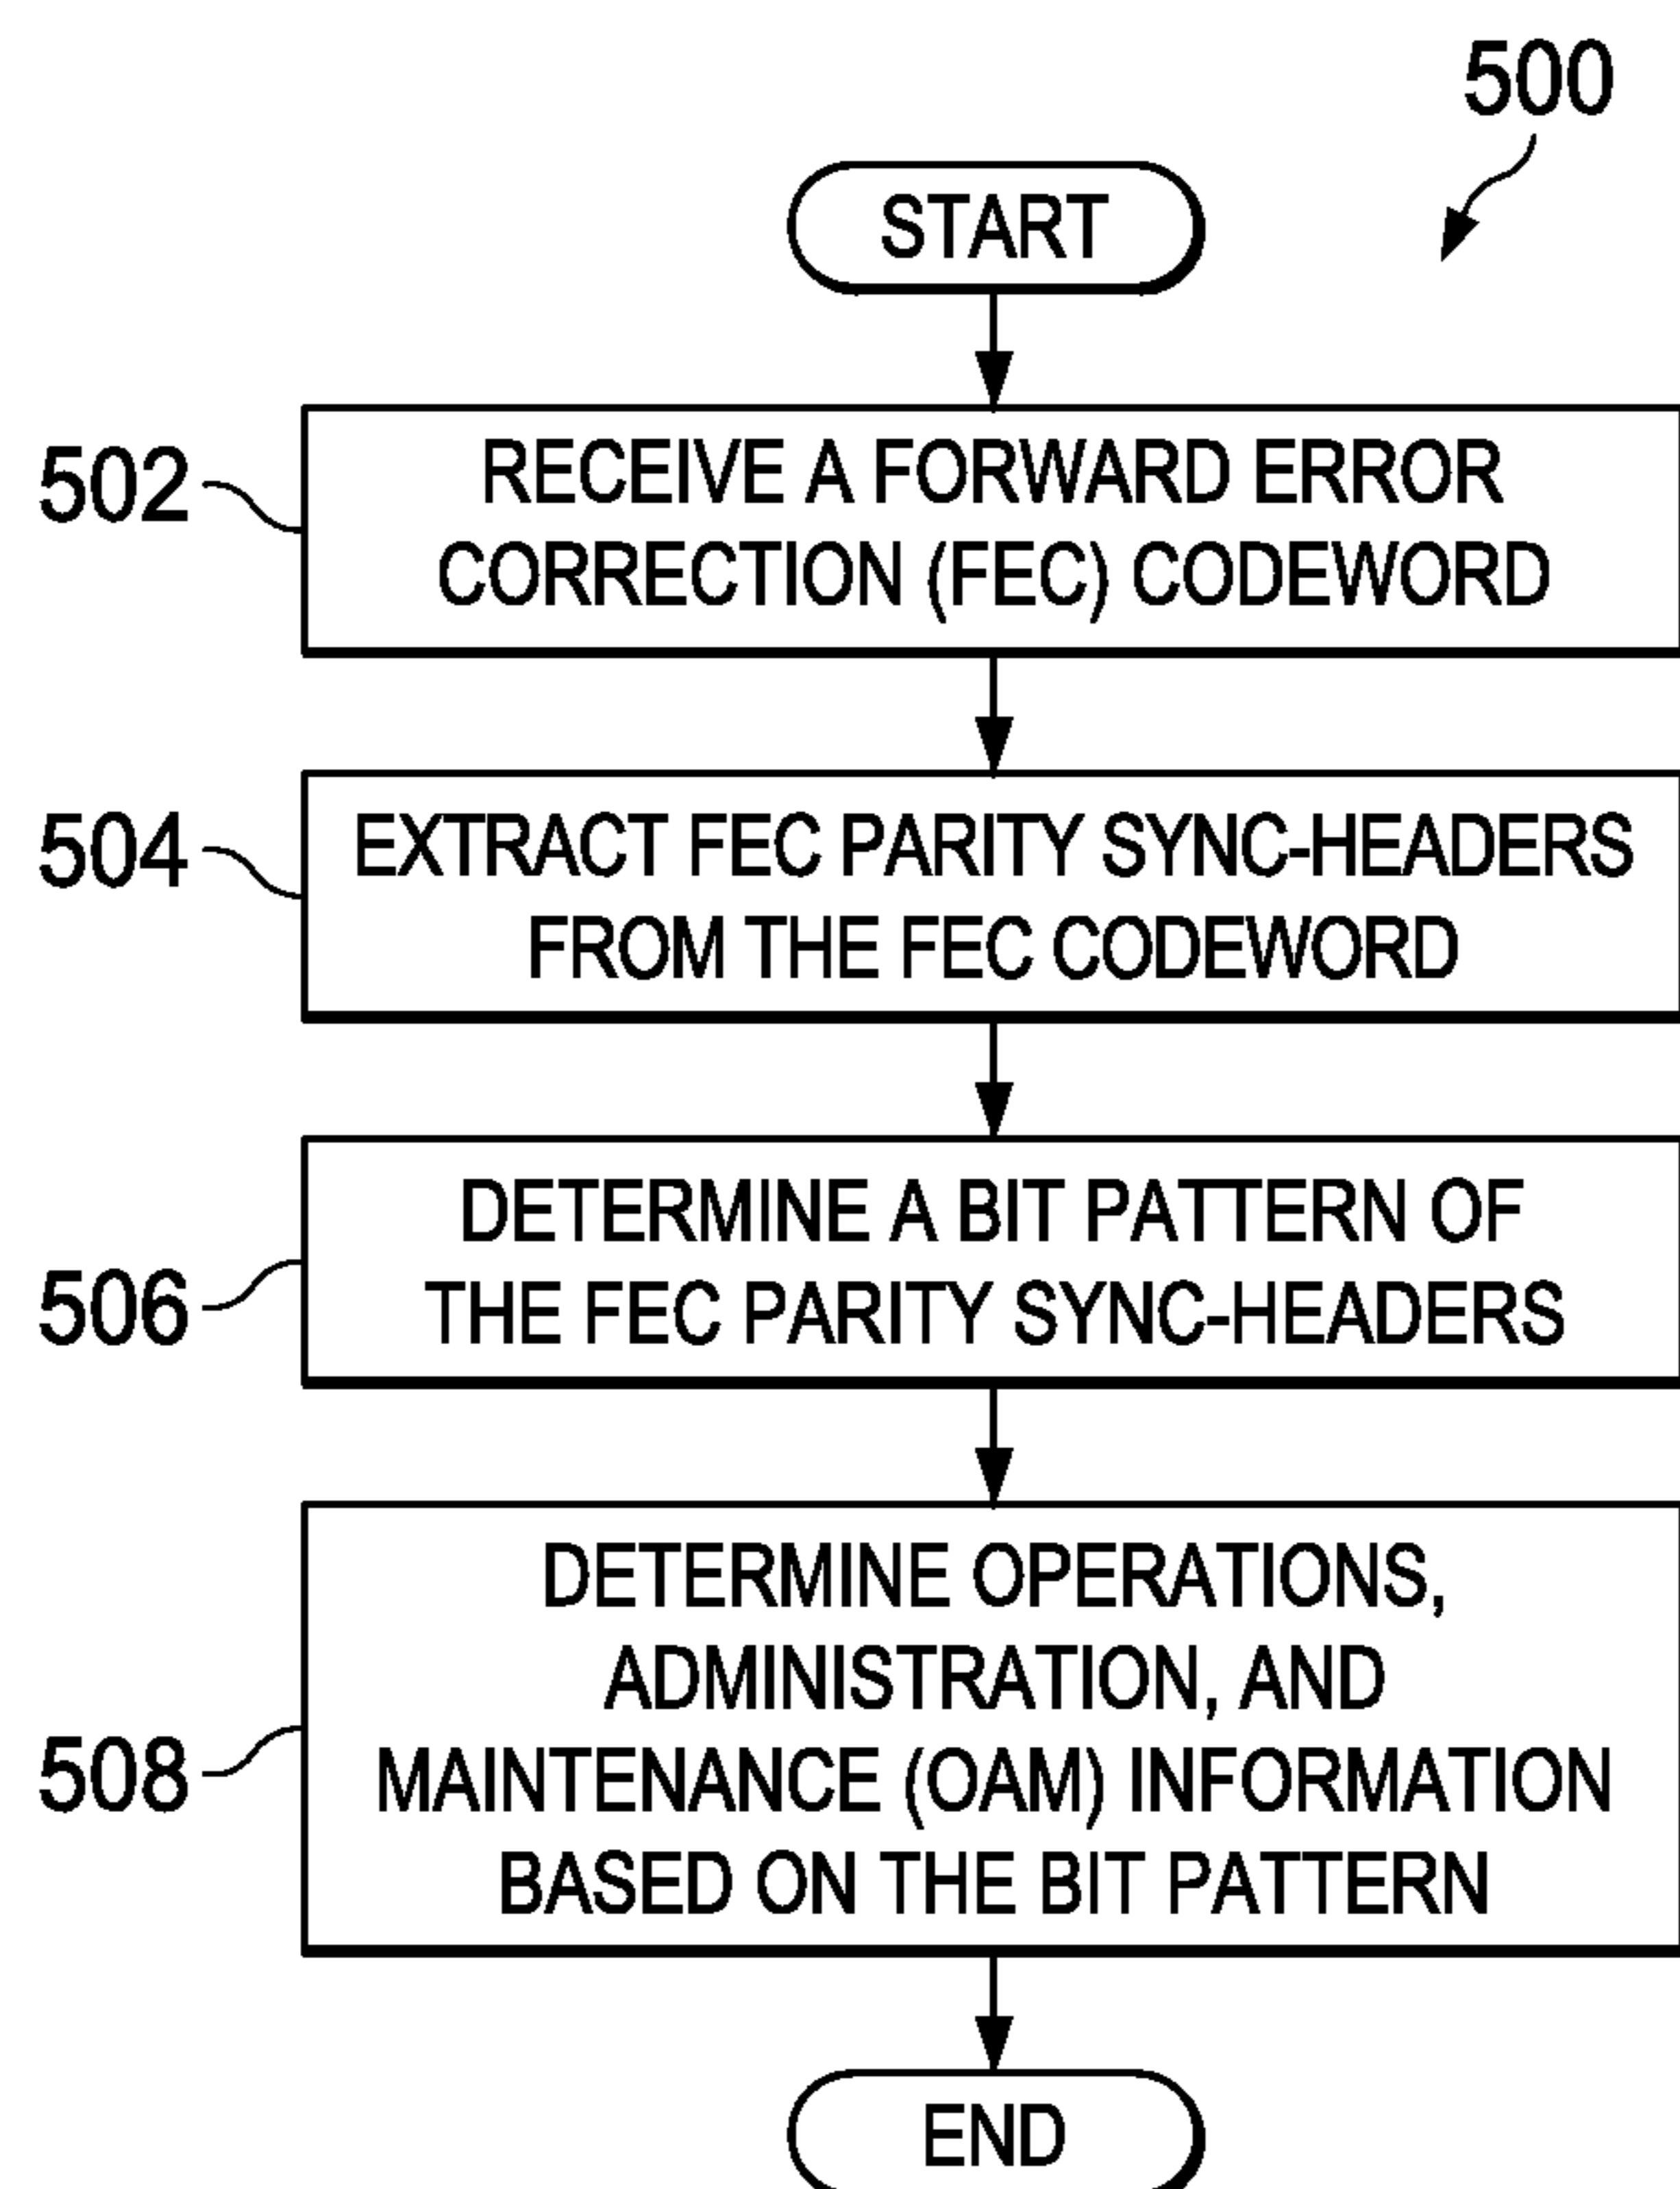 500
START
502
RECEIVE A FORWARD ERROR
CORRECTION (FEC) CODEWORD
504
EXTRACT FEC PARITY SYNC-HEADERS
FROM THE FEC CODEWORD
506
DETERMINE A BIT PATTERN OF
THE FEC PARITY SYNC-HEADERS
508
DETERMINE OPERATIONS,
ADMINISTRATION, AND
MAINTENANCE (OAM) INFORMATION
BASED ON THE BIT PATTERN
END